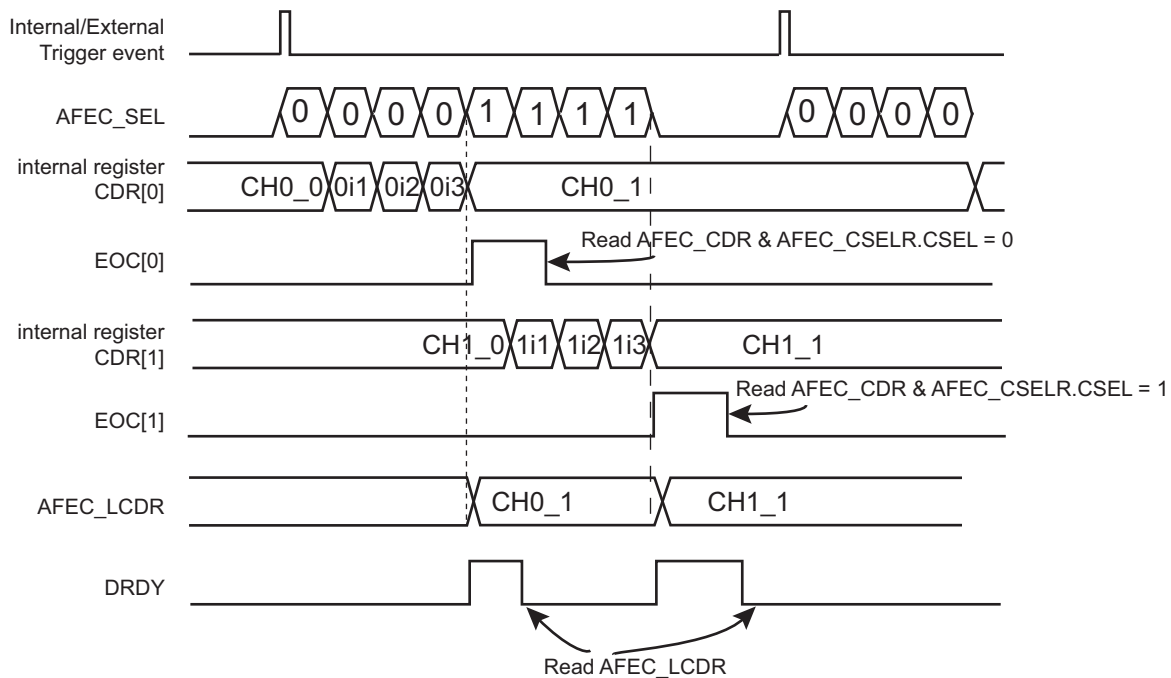 Internal/External
Trigger event
AFEC_SEL
0 0 0 0 1 1 1 1 0 0 0 0
internal register
CDR[0]
CH0_0 0i1 0i2 0i3 CH0_1
Read AFEC_CDR & AFEC_CSELR.CSEL = 0
EOC[0]
internal register
CDR[1]
CH1_0 1i1 1i2 1i3 CH1_1
Read AFEC_CDR & AFEC_CSELR.CSEL = 1
EOC[1]
AFEC_LCDR
CH0_1 CH1_1
DRDY
Read AFEC_LCDR